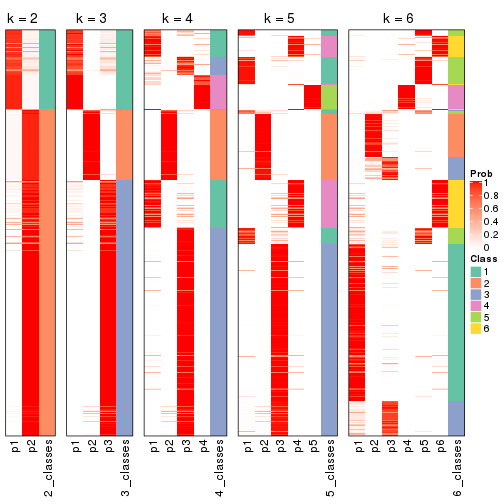 k = 2
k = 3
k = 4
k = 5
k = 6
Prob
1
0.8
0.6
0.4
0.2
0
Class
1
2
3
4
5
6
p1
p2
2_classes
p1
p2
p3
3_classes
p1
p2
p3
p4
4_classes
p1
p2
p3
p4
p5
5_classes
p1
p2
p3
p4
p5
p6
6_classes